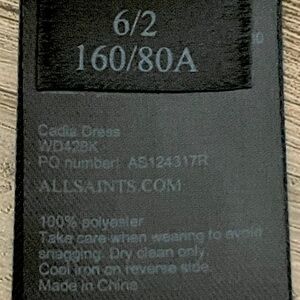 6/2
160/80A
Cadia Dress
WD428K
PO number: AS124317R
ALLSAINTS.COM
100% polyester
Take care when wearing to avoid
snagging. Dry clean only
Cool iron on reverse side
Made in China